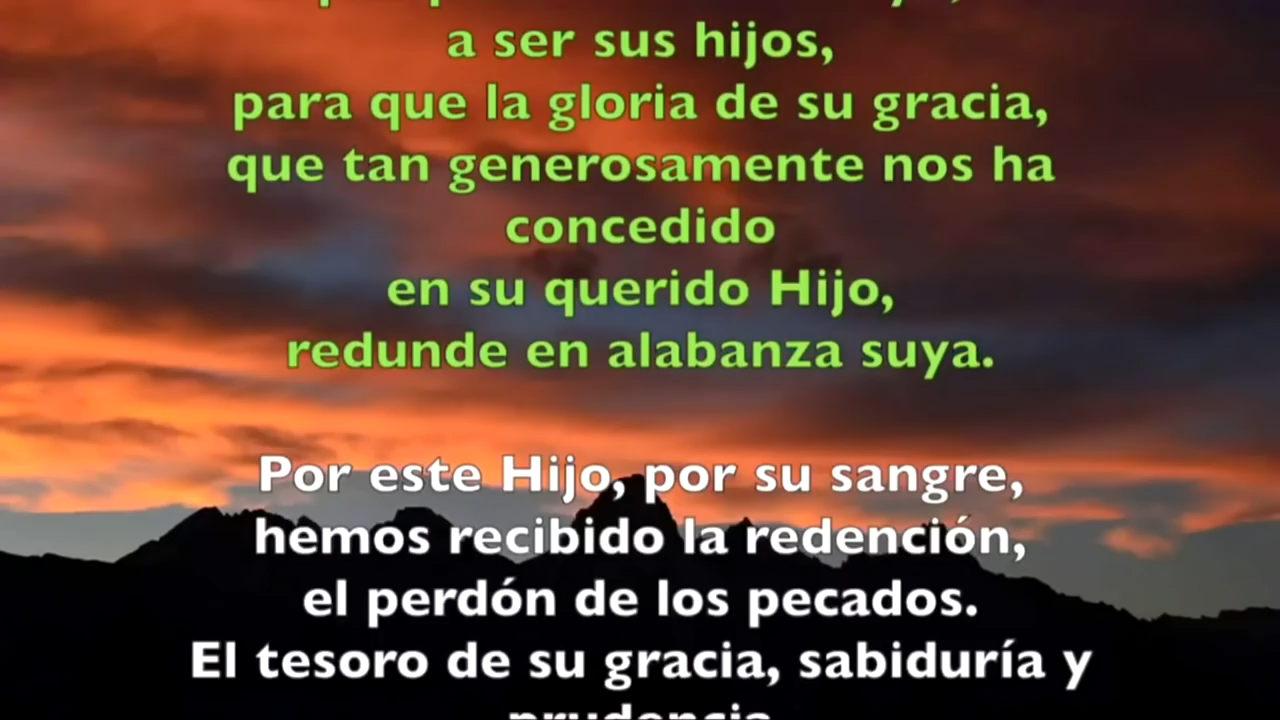 a ser sus hijos,
para que la gloria de su gracia,
que tan generosamente nos ha
concedido
en su querido Hijo,
redunde en alabanza suya.
Por este Hijo, por su sangre,
hemos recibido la redención,
el perdón de los pecados.
El tesoro de su gracia, sabiduría y
prudencia